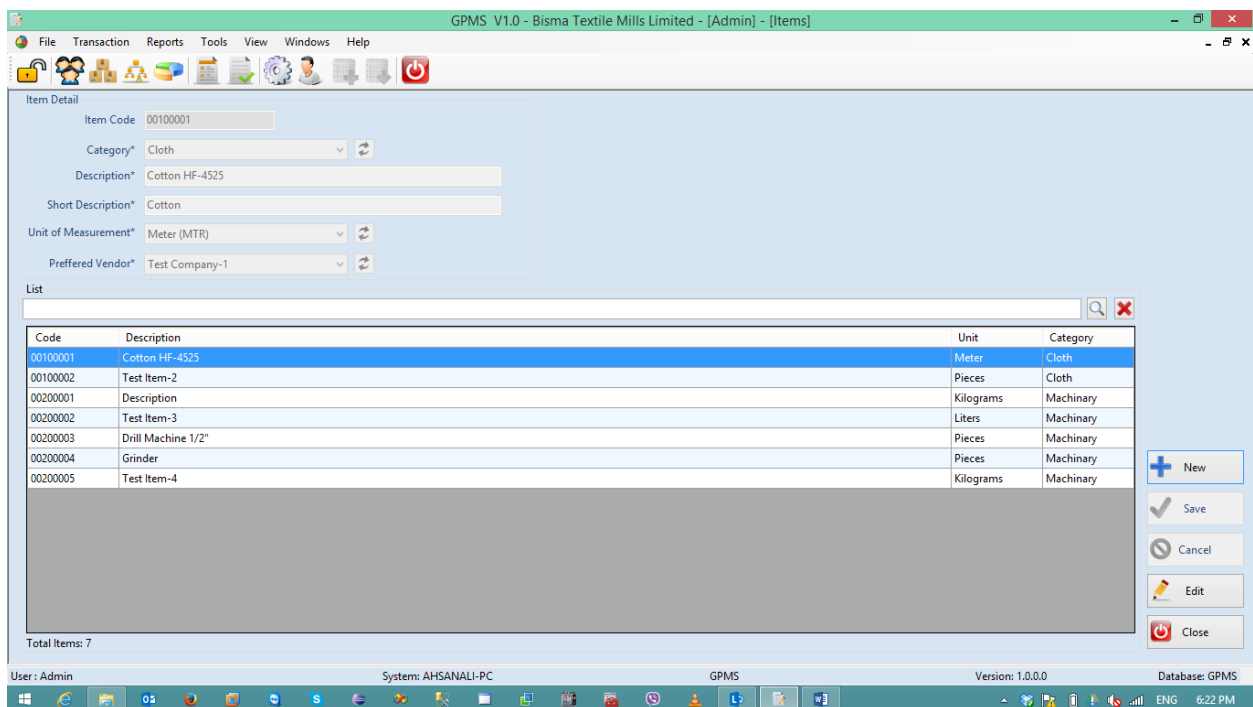 GPMS V1.0 - Bisma Textile Mills Limited - [Admin] - [Items]
File Transaction Reports Tools View Windows Help
Item Detail
Item Code 00100001
Category* Cloth
Description* Cotton HF-4525
Short Description* Cotton
Unit of Measurement* Meter (MTR)
Preffered Vendor* Test Company-1
List
Code Description Unit Category
00100001 Cotton HF-4525 Meter Cloth
00100002 Test Item-2 Pieces Cloth
00200001 Description Kilograms Machinary
00200002 Test Item-3 Liters Machinary
00200003 Drill Machine 1/2" Pieces Machinary
00200004 Grinder Pieces Machinary
00200005 Test Item-4 Kilograms Machinary
New
Save
Cancel
Edit
Close
Total Items: 7
User : Admin System: AHSANALI-PC GPMS Version: 1.0.0.0 Database: GPMS
ENG 6:22 PM